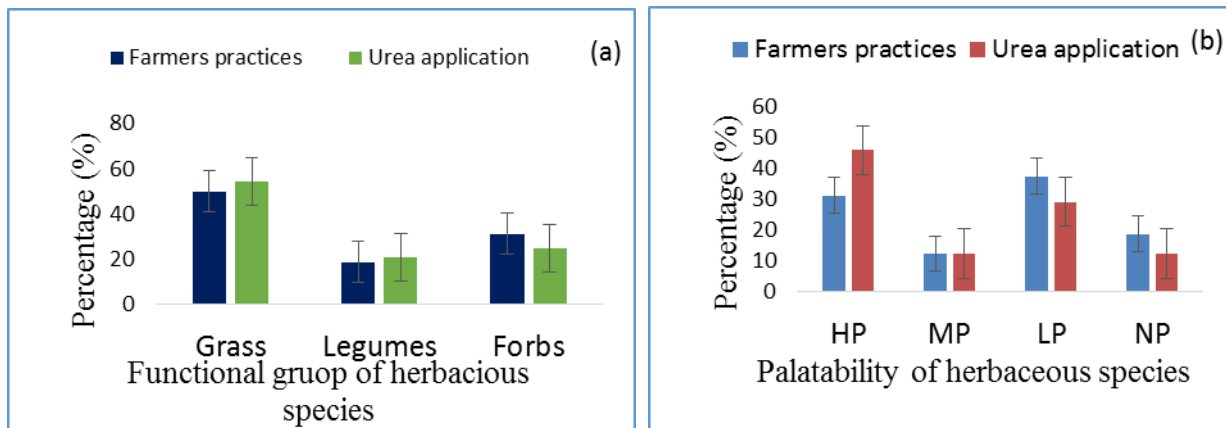 Farmers practices Urea application (a)
Percentage (%)
80
60
40
20
0
Grass Legumes Forbs
Functional gruop of herbacious
species
Farmers practices Urea application (b)
Percentage (%)
60
50
40
30
20
10
0
HP MP LP NP
Palatability of herbaceous species